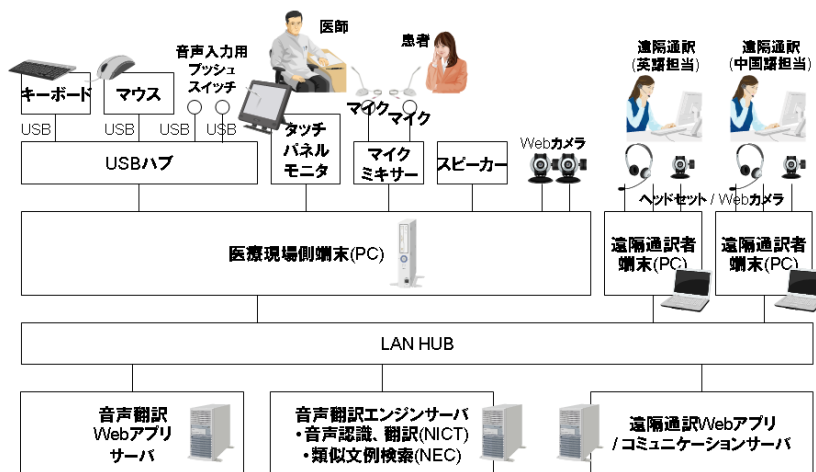 医師
患者
音声入力用
プッシュ
スイッチ
遠隔通訳
(英語担当)
遠隔通訳
(中国語担当)
キーボード
マウス
マイク
マイク
USB
USB
USB
USB
USBハブ
タッチ
パネル
モニタ
マイク
ミキサー
スピーカー
Webカメラ
ヘッドセット / Webカメラ
医療現場側端末(PC)
遠隔通訳者
端末(PC)
遠隔通訳者
端末(PC)
LAN HUB
音声翻訳
Webアプリ
サーバ
音声翻訳エンジンサーバ
・音声認識、翻訳(NICT)
・類似文例検索(NEC)
遠隔通訳Webアプリ
/ コミュニケーションサーバ